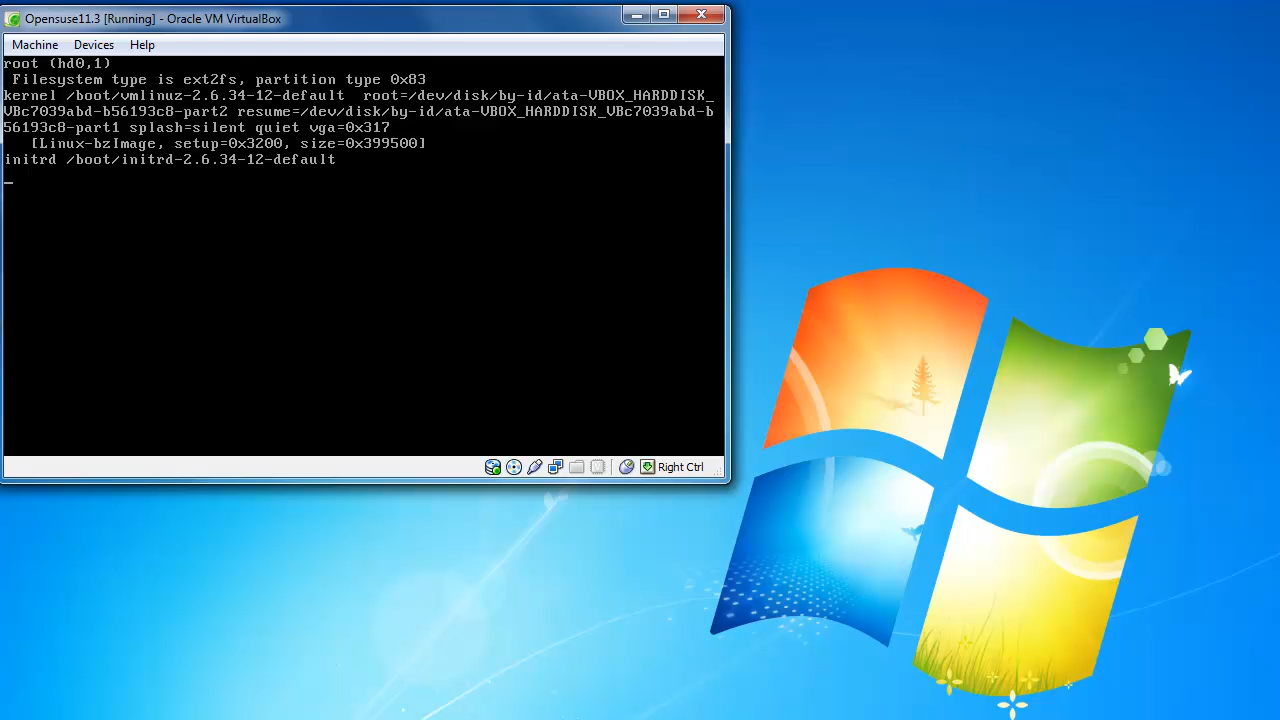 Opensuse11.3 [Running] - Oracle VM VirtualBox
Machine Devices Help
root (hd0,1)
Filesystem type is ext2fs, partition type 0x83
kernel /boot/vmlinuz-2.6.34-12-default root=/dev/disk/by-id/ata-VBOX_HARDDISK_
VBc7039abd-b56193c8-part2 resume=/dev/disk/by-id/ata-VBOX_HARDDISK_VBc7039abd-b
56193c8-part1 splash=silent quiet vga=0x317
[Linux-bzImage, setup=0x3200, size=0x399500]
initrd /boot/initrd-2.6.34-12-default
_
Right Ctrl